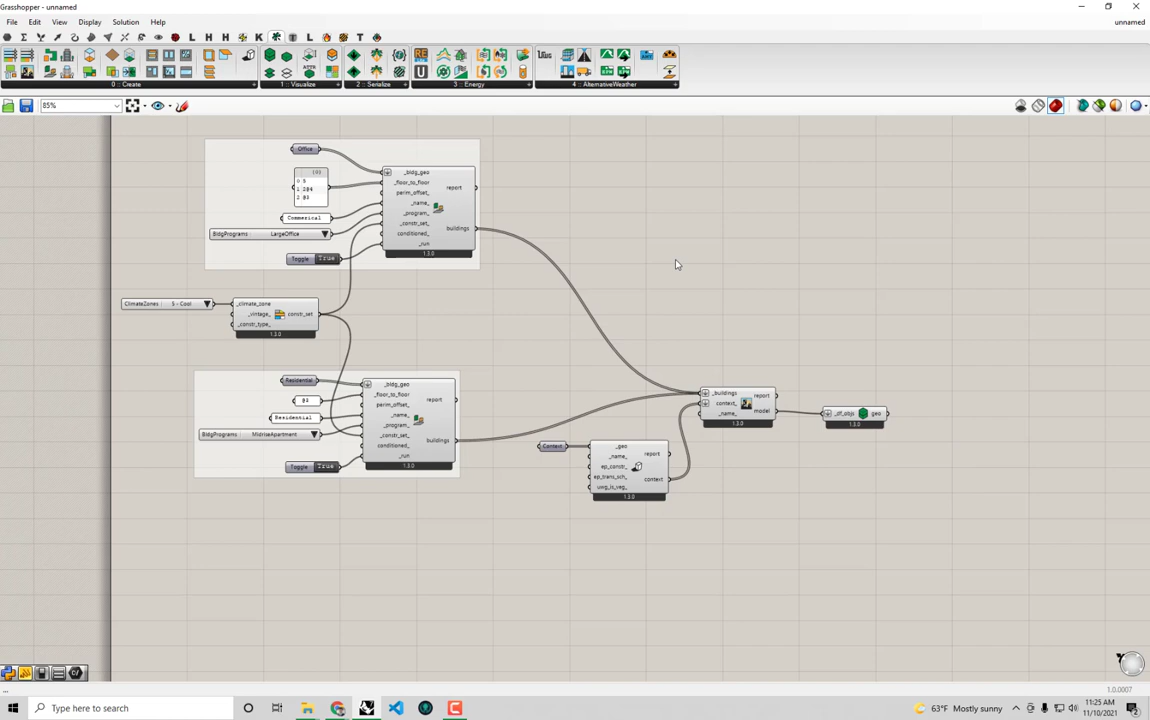 Grasshopper - unnamed
File Edit View Display Solution Help
unnamed
0 :: Create
1 :: Visualize
2 :: Serialize
3 :: Energy
4 :: AlternativeWeather
85%
Office
{0}
0 5
1 2@4
2 @3
Commerical
BldgPrograms LargeOffice
Toggle True
_bldg_geo
_floor_to_floor
perim_offset_
_name_
_program_
_constr_set_
conditioned_
_run
report
buildings
1.3.0
ClimateZones 5 - Cool
_climate_zone
_vintage_
_constr_type_
constr_set
1.3.0
Residential
@3
Residential
BldgPrograms MidriseApartment
Toggle True
_bldg_geo
_floor_to_floor
perim_offset_
_name_
_program_
_constr_set_
conditioned_
_run
report
buildings
1.3.0
Context
_geo
_name_
ep_constr_
ep_trans_sch_
uwg_is_veg_
report
context
1.3.0
_buildings
context_
_name_
report
model
1.3.0
_df_objs
geo
1.3.0
...
1.0.0007
Type here to search
63°F Mostly sunny
11:25 AM
11/10/2021